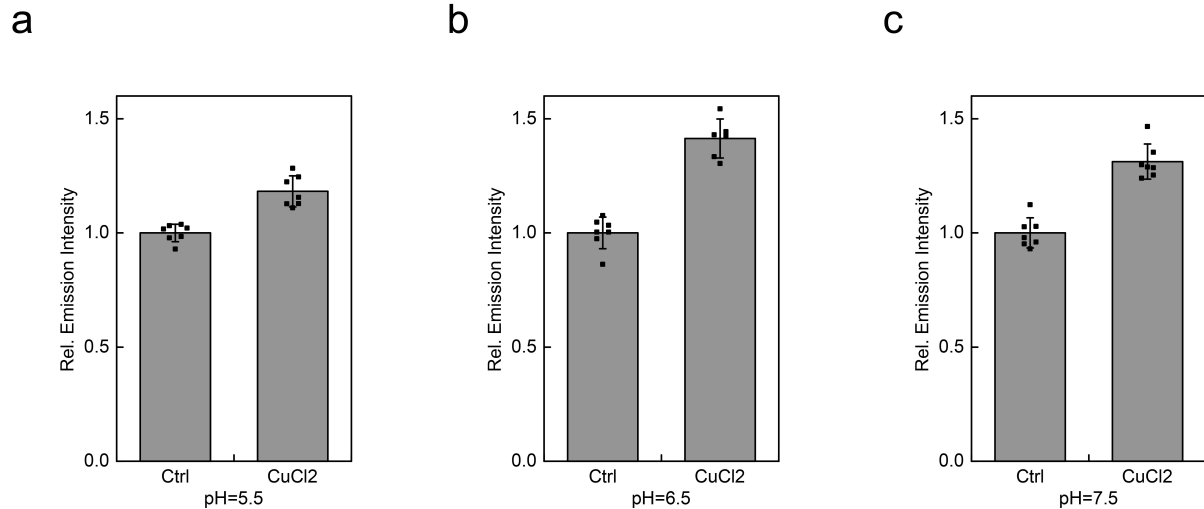 a
Rel. Emission Intensity
1.5
1.0
0.5
0.0
Ctrl
CuCl2
pH=5.5
b
Rel. Emission Intensity
1.5
1.0
0.5
0.0
Ctrl
CuCl2
pH=6.5
c
Rel. Emission Intensity
1.5
1.0
0.5
0.0
Ctrl
CuCl2
pH=7.5